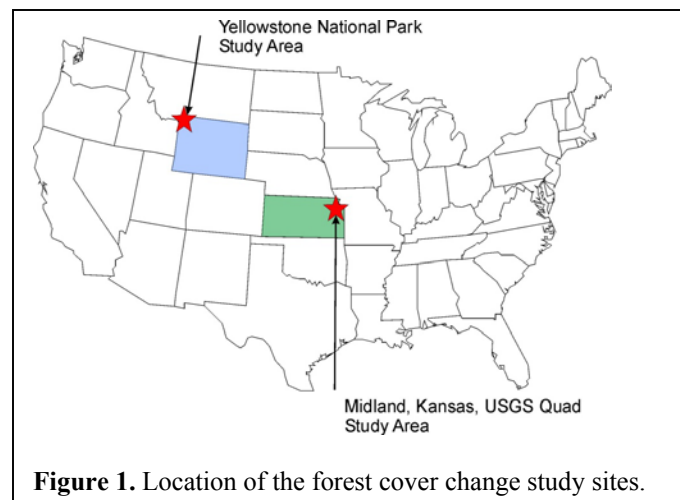 Yellowstone National Park
Study Area
Midland, Kansas, USGS Quad
Study Area
Figure 1. Location of the forest cover change study sites.